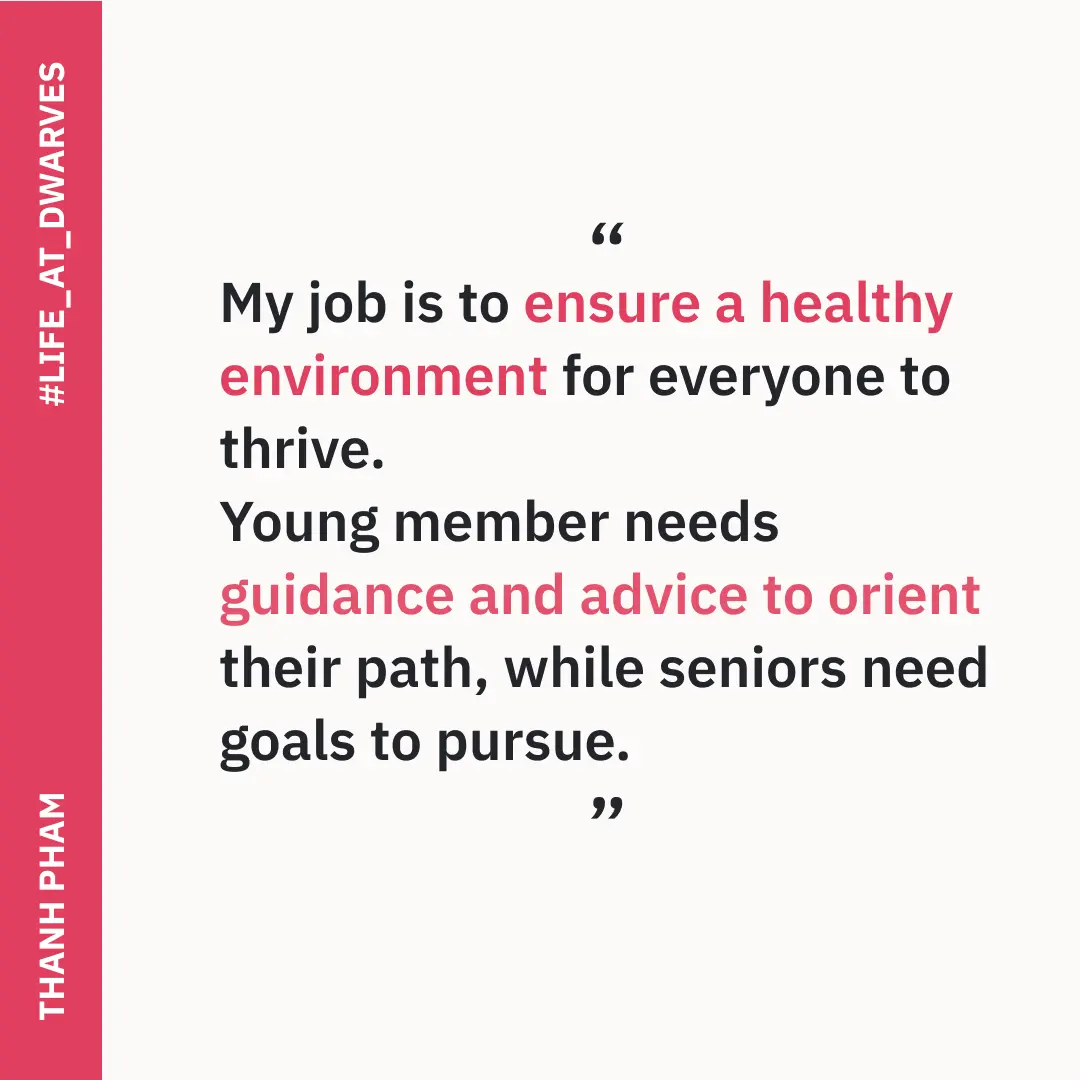 #LIFE_AT_DWARVES
THANH PHAM
“
My job is to ensure a healthy
environment for everyone to
thrive.
Young member needs
guidance and advice to orient
their path, while seniors need
goals to pursue.
”